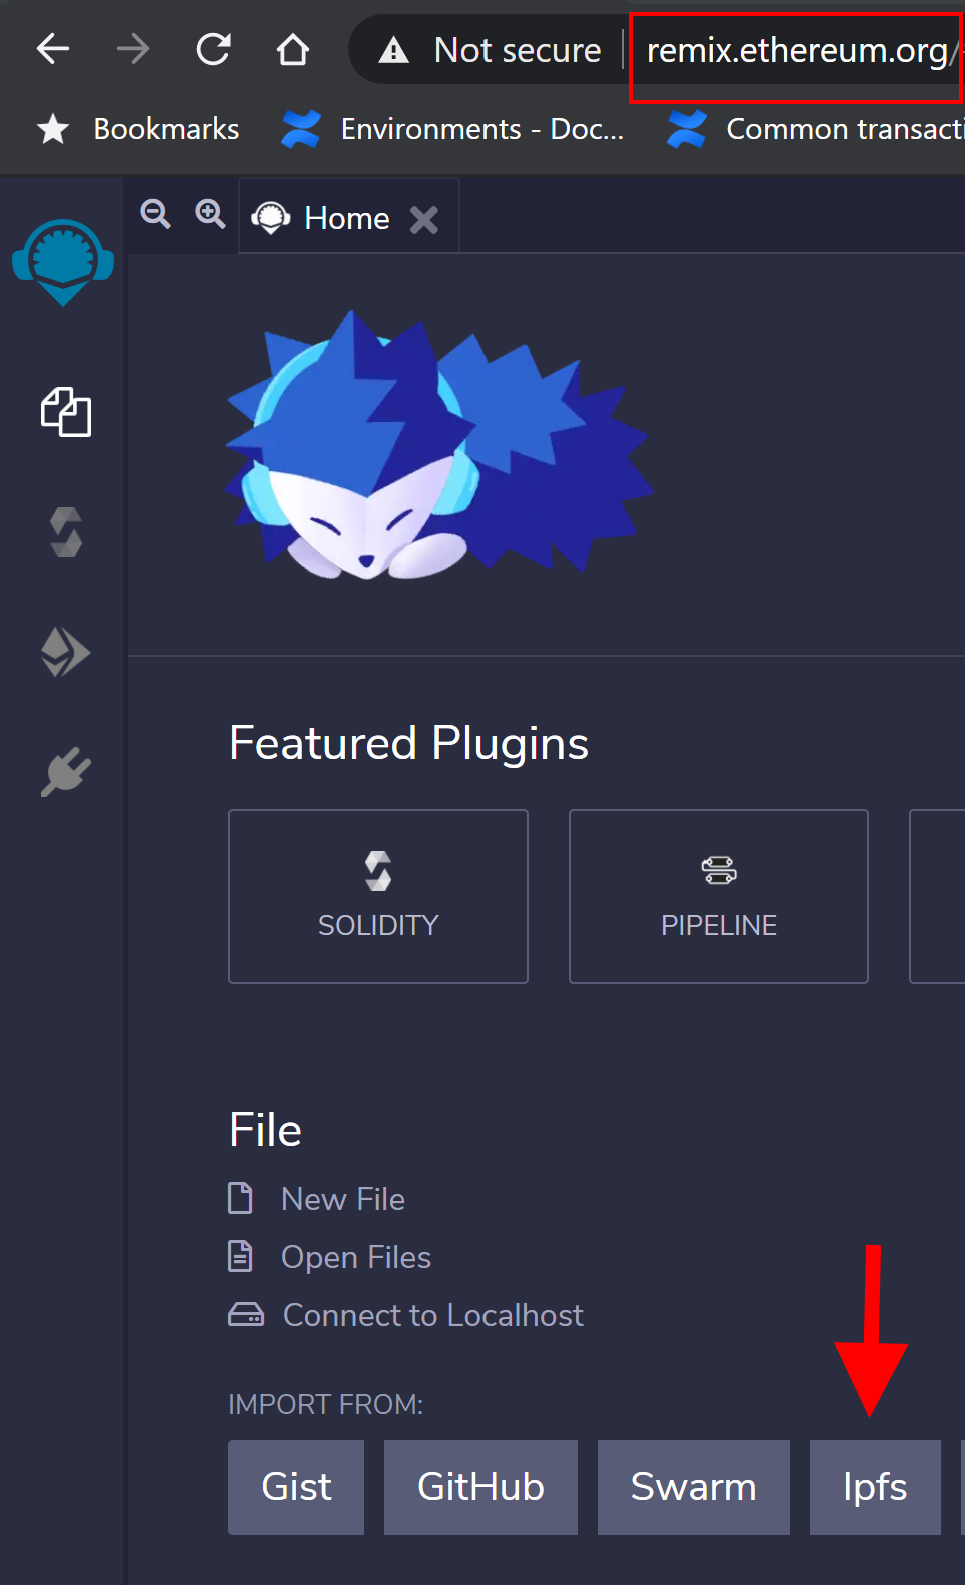 Not secure remix.ethereum.org/
Bookmarks Environments - Doc... Common transacti
Home
Featured Plugins
SOLIDITY PIPELINE
File
New File
Open Files
Connect to Localhost
IMPORT FROM:
Gist GitHub Swarm Ipfs